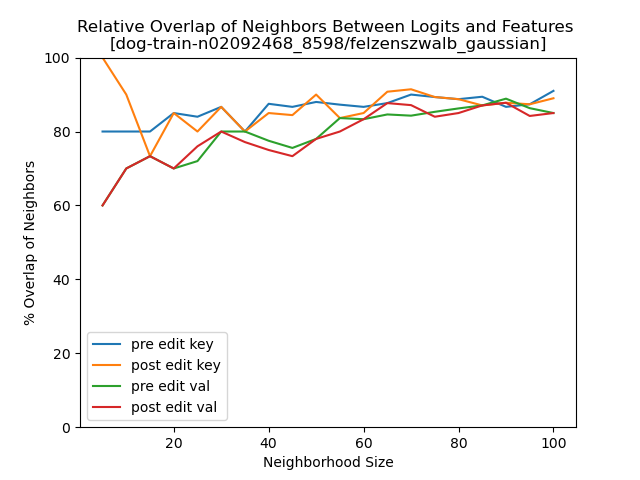 Relative Overlap of Neighbors Between Logits and Features
[dog-train-n02092468_8598/felzenszwalb_gaussian]
100
80
60
40
20
0
% Overlap of Neighbors
pre edit key
post edit key
pre edit val
post edit val
20 40 60 80 100
Neighborhood Size